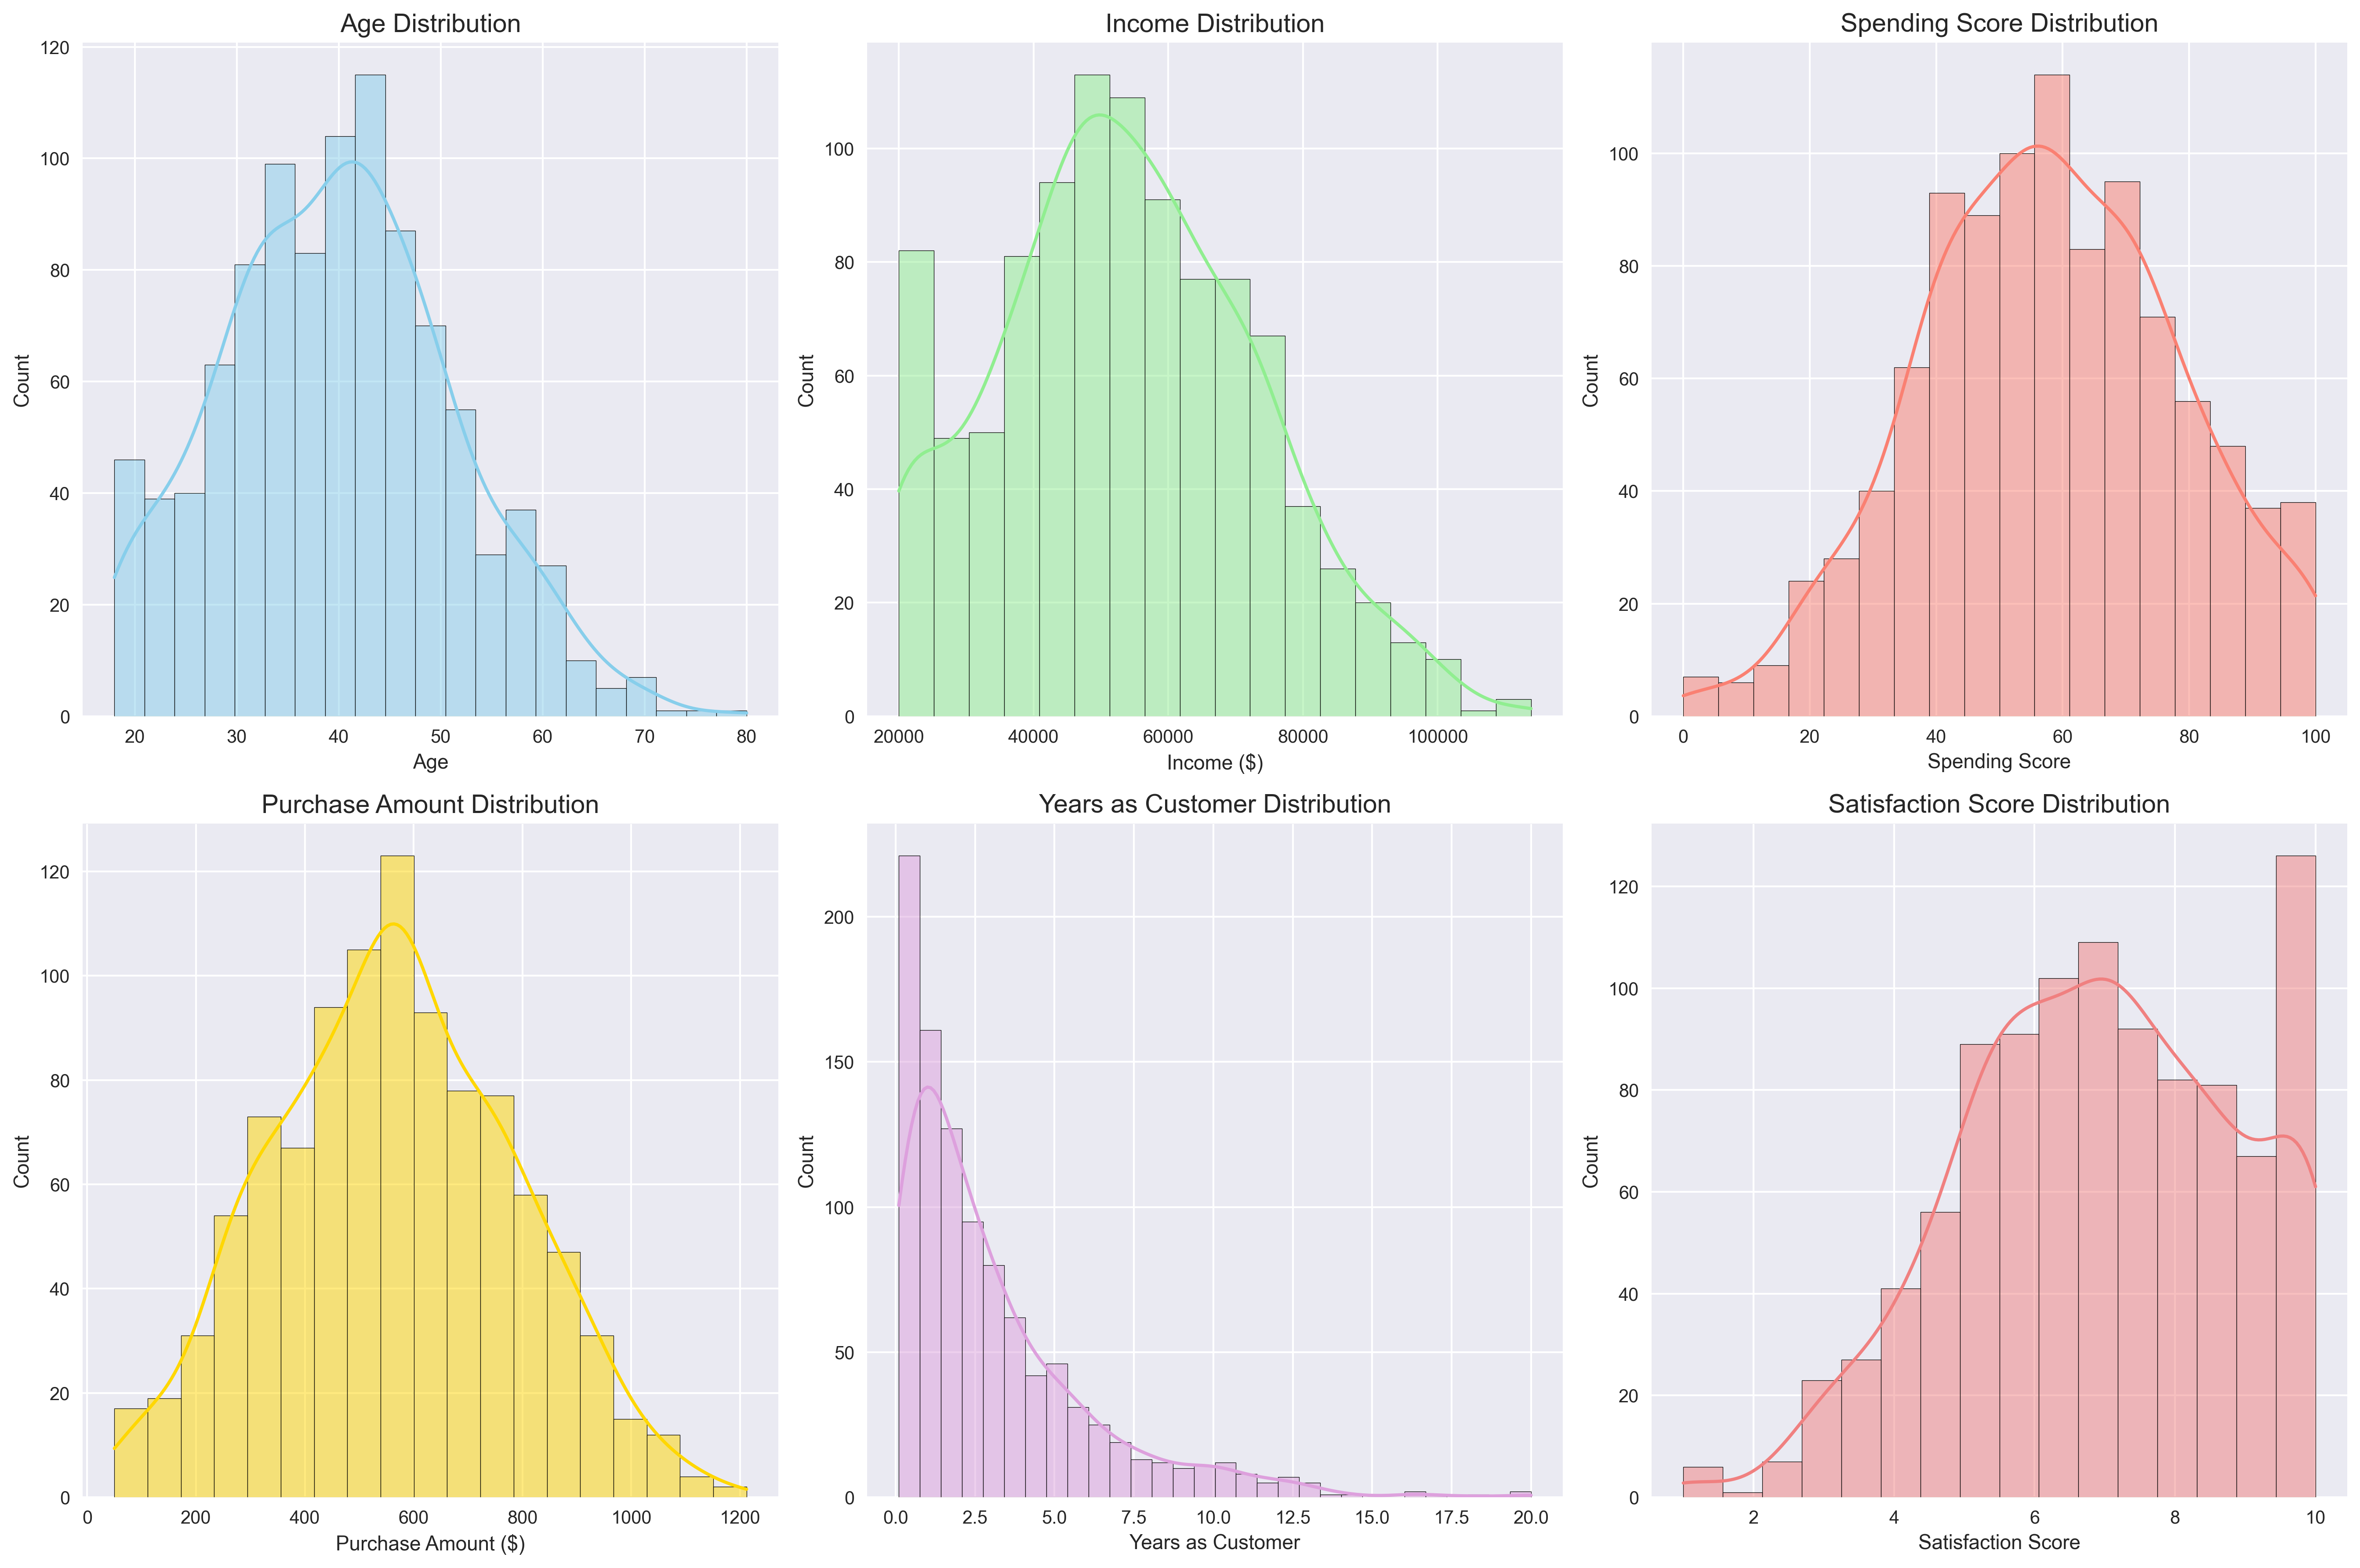 Age Distribution
Count
120
100
80
60
40
20
0
20 30 40 50 60 70 80
Age
Income Distribution
Count
100
80
60
40
20
0
20000 40000 60000 80000 100000
Income ($)
Spending Score Distribution
Count
100
80
60
40
20
0
0 20 40 60 80 100
Spending Score
Purchase Amount Distribution
Count
120
100
80
60
40
20
0
0 200 400 600 800 1000 1200
Purchase Amount ($)
Years as Customer Distribution
Count
200
150
100
50
0
0.0 2.5 5.0 7.5 10.0 12.5 15.0 17.5 20.0
Years as Customer
Satisfaction Score Distribution
Count
120
100
80
60
40
20
0
2 4 6 8 10
Satisfaction Score